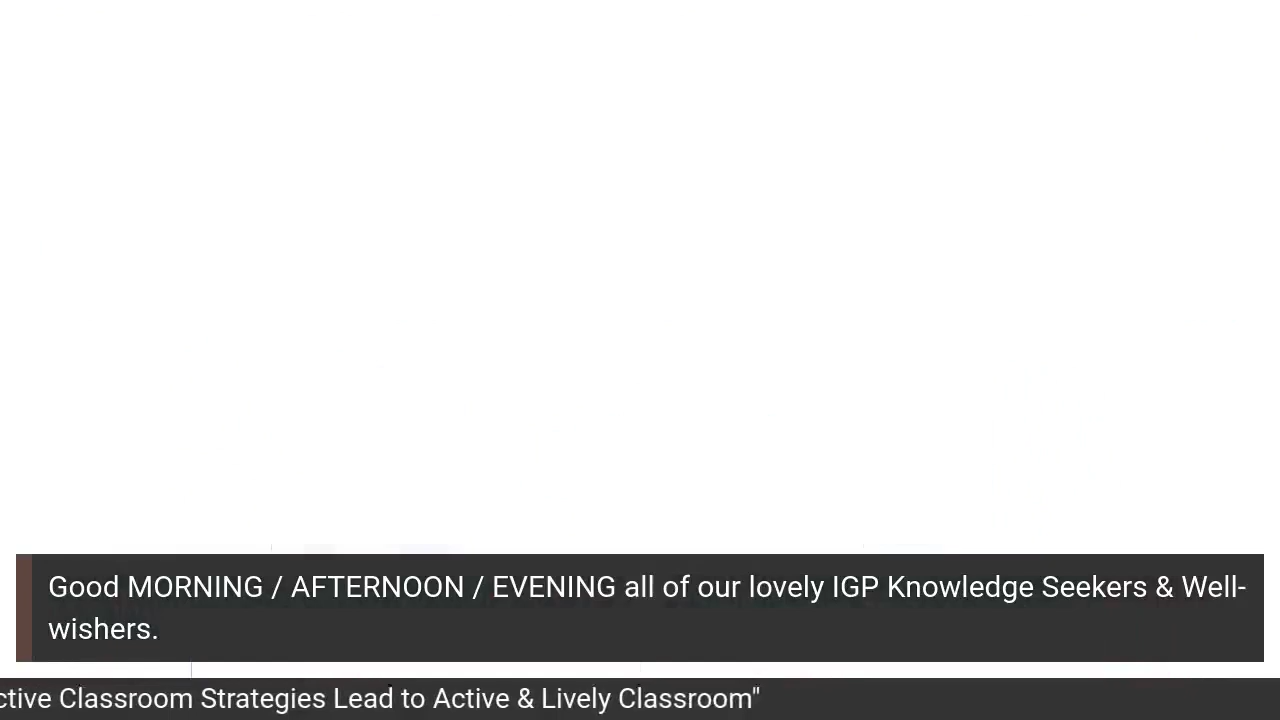 Good MORNING / AFTERNOON / EVENING all of our lovely IGP Knowledge Seekers & Well-
wishers.
Classroom Strategies Lead to Active & Lively Classroom"